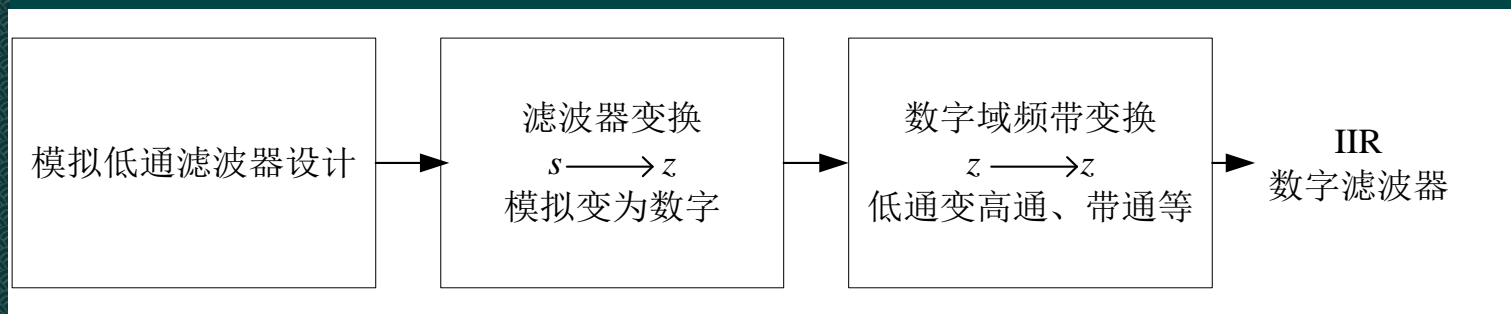 模拟低通滤波器设计
滤波器变换
s ⟶ z
模拟变为数字
数字域频带变换
z ⟶ z
低通变高通、带通等
IIR
数字滤波器